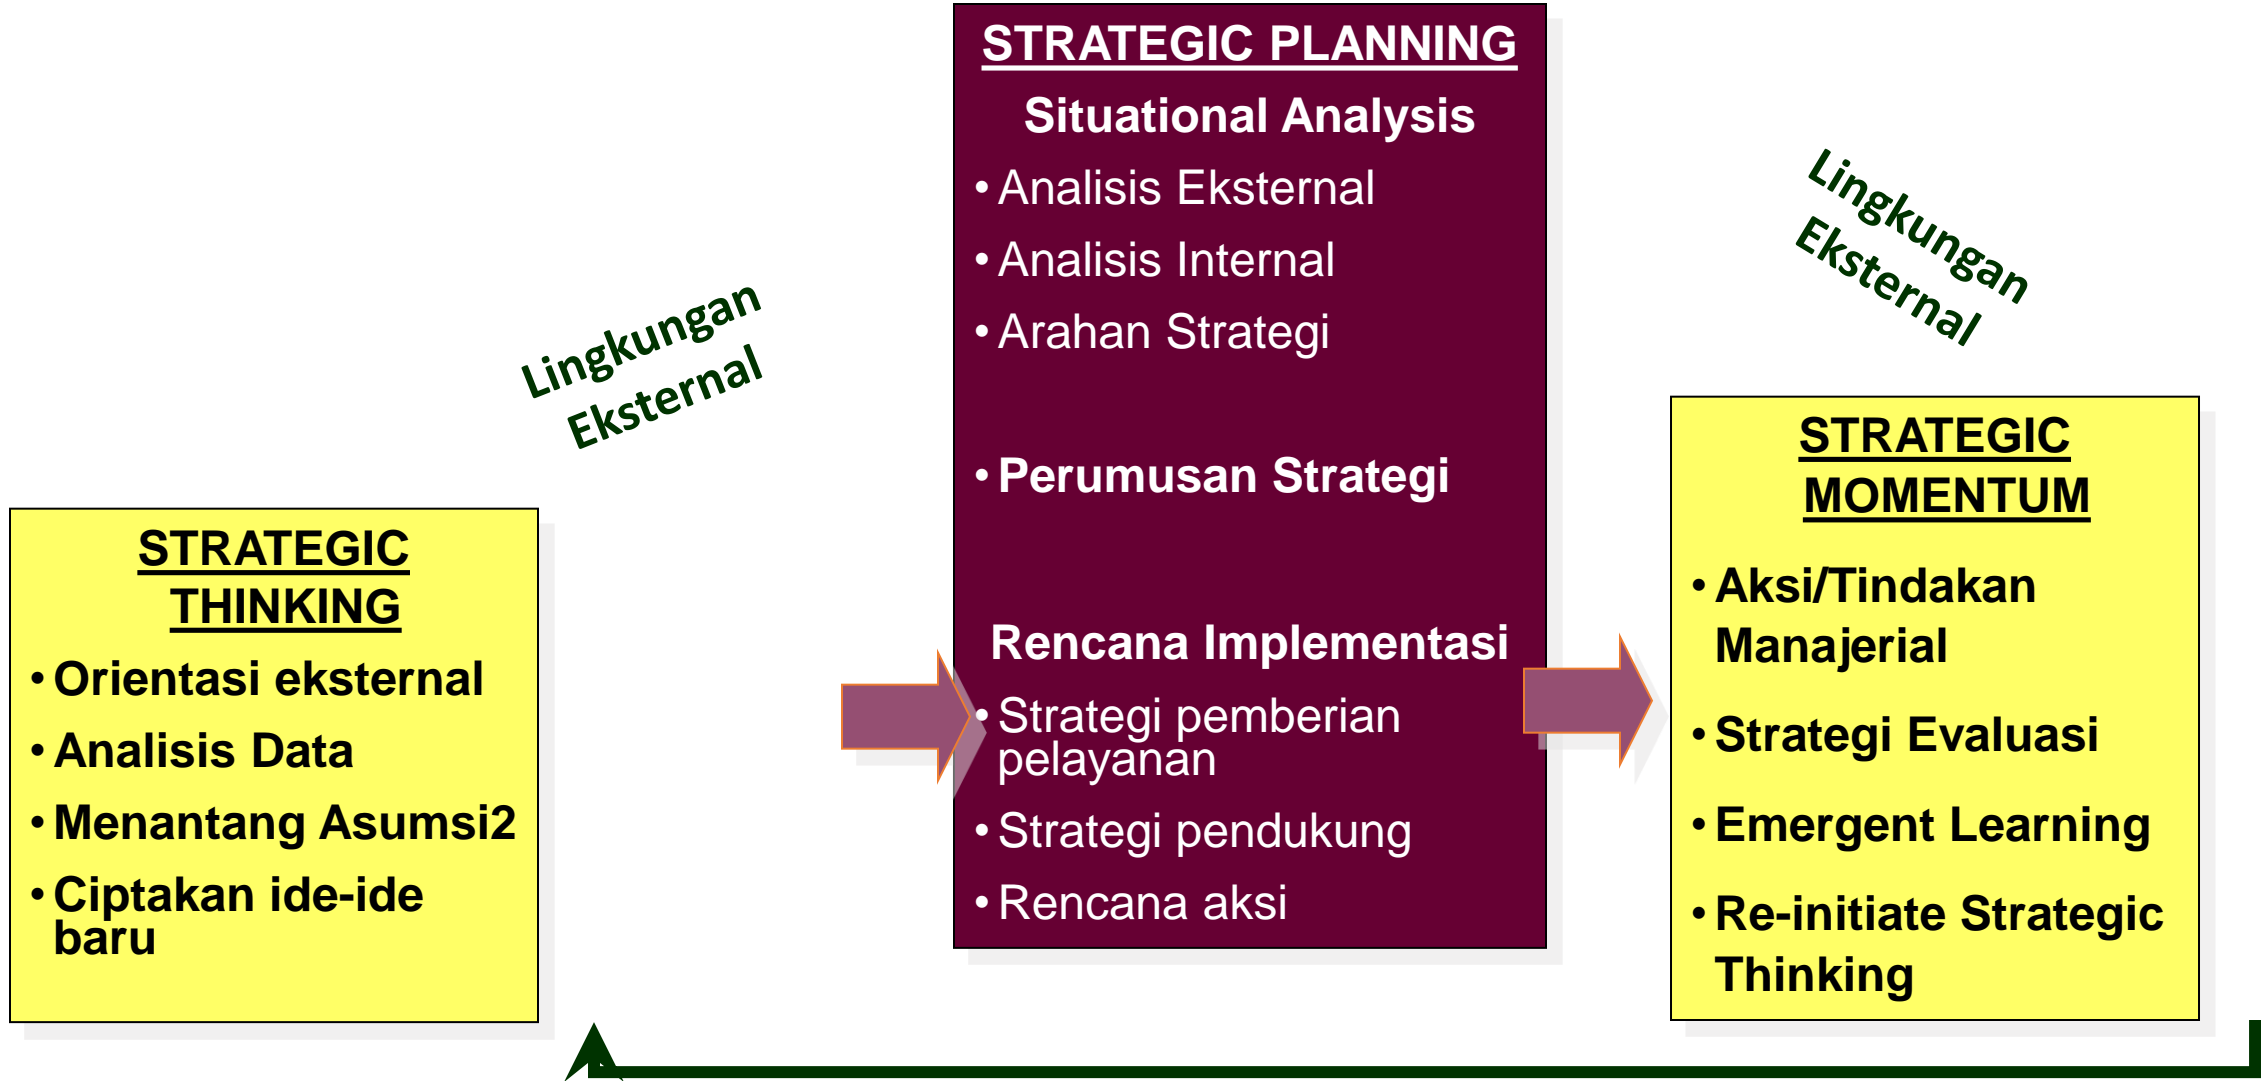 STRATEGIC PLANNING
Situational Analysis
• Analisis Eksternal
• Analisis Internal
• Arahan Strategi
• Perumusan Strategi
Rencana Implementasi
• Strategi pemberian
pelayanan
• Strategi pendukung
• Rencana aksi
Lingkungan
Eksternal
Lingkungan
Eksternal
STRATEGIC
THINKING
• Orientasi eksternal
• Analisis Data
• Menantang Asumsi2
• Ciptakan ide-ide
baru
STRATEGIC
MOMENTUM
• Aksi/Tindakan
Manajerial
• Strategi Evaluasi
• Emergent Learning
• Re-initiate Strategic
Thinking